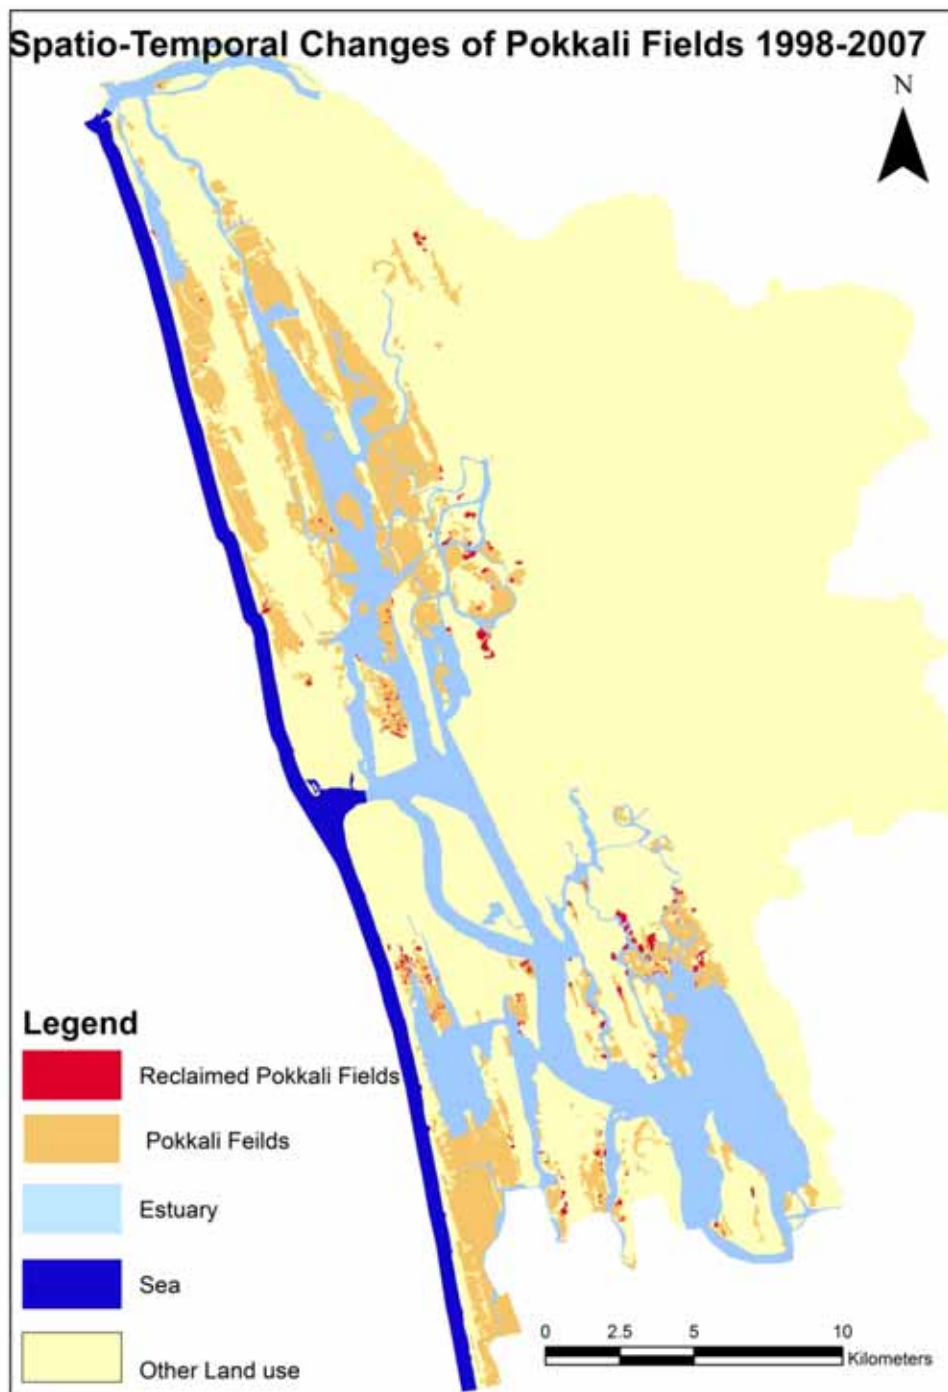 Spatio-Temporal Changes of Pokkali Fields 1998-2007
N
Legend
Reclaimed Pokkali Fields
Pokkali Feilds
Estuary
Sea
Other Land use
0 2.5 5 10
Kilometers